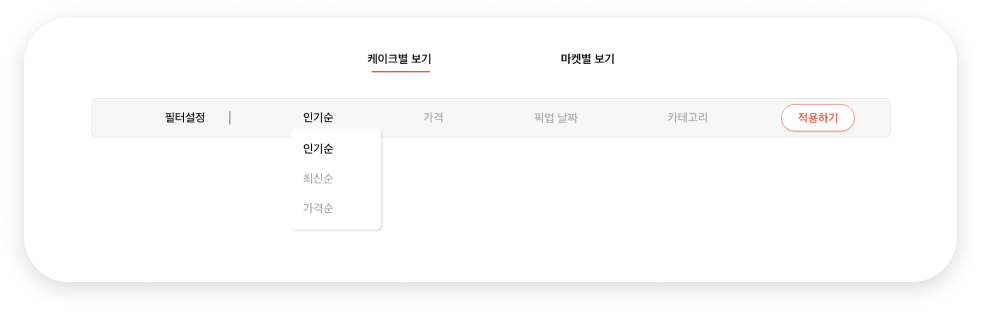 케이크별 보기 마켓별 보기
필터설정 | 인기순 가격 픽업 날짜 카테고리 적용하기
인기순
최신순
가격순